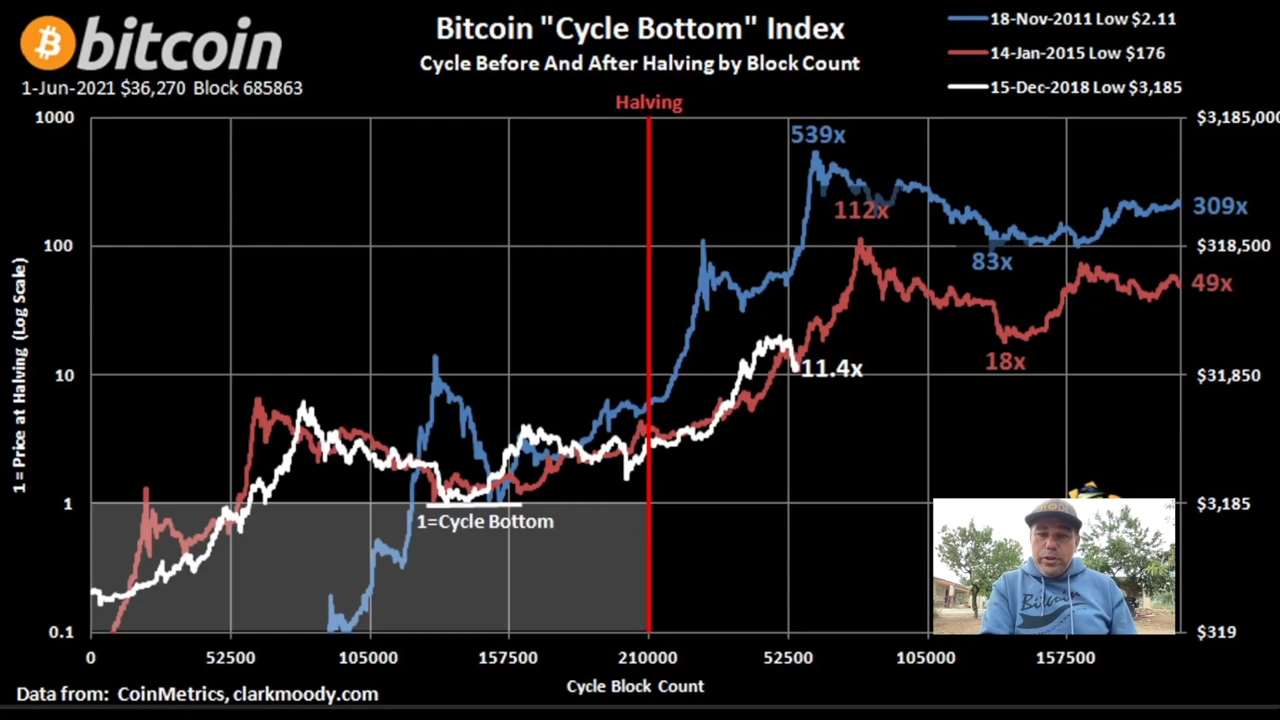 bitcoin
1-Jun-2021 $36,270 Block 685863
Bitcoin "Cycle Bottom" Index
Cycle Before And After Halving by Block Count
18-Nov-2011 Low $2.11
14-Jan-2015 Low $176
15-Dec-2018 Low $3,185
Halving
1000
100
10
1
0.1
1 = Price at Halving (Log Scale)
539x
112x
309x
83x
49x
18x
11.4x
1=Cycle Bottom
$3,185,000
$318,500
$31,850
$3,185
$319
0
52500
105000
157500
210000
52500
105000
157500
Cycle Block Count
Data from: CoinMetrics, clarkmoody.com